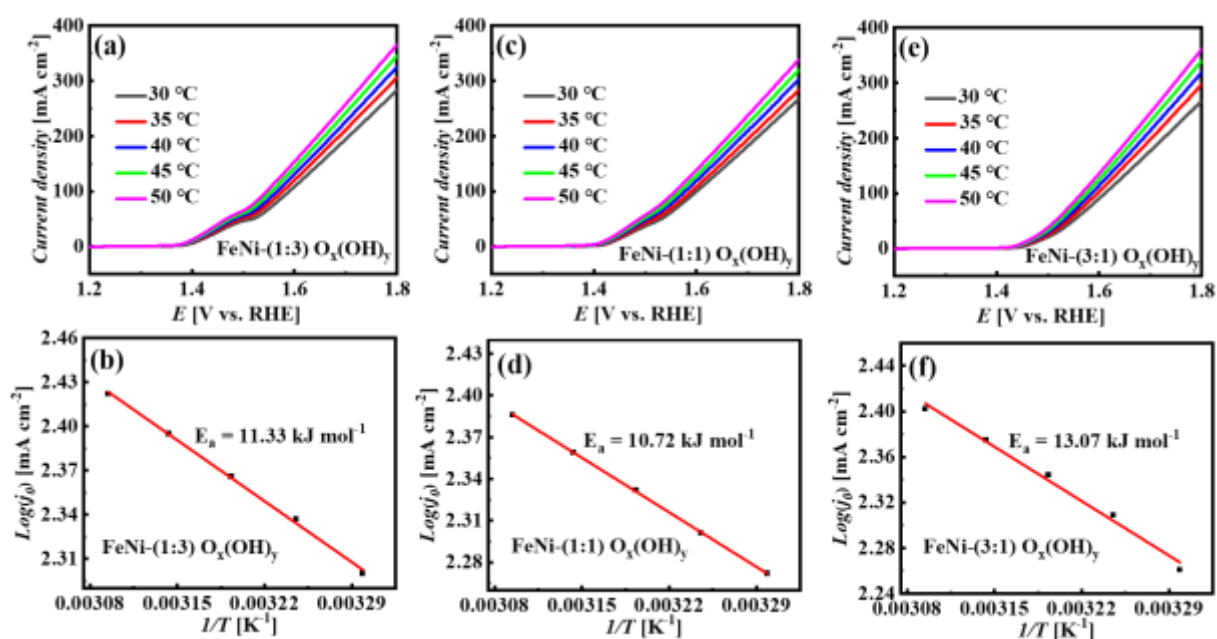 (a)
400
300
200
100
0
Current density [mA cm⁻²]
30 °C
35 °C
40 °C
45 °C
50 °C
FeNi-(1:3) Oₓ(OH)ᵧ
1.2 1.4 1.6 1.8
E [V vs. RHE]
(c)
400
300
200
100
0
Current density [mA cm⁻²]
30 °C
35 °C
40 °C
45 °C
50 °C
FeNi-(1:1) Oₓ(OH)ᵧ
1.2 1.4 1.6 1.8
E [V vs. RHE]
(e)
400
300
200
100
0
Current density [mA cm⁻²]
30 °C
35 °C
40 °C
45 °C
50 °C
FeNi-(3:1) Oₓ(OH)ᵧ
1.2 1.4 1.6 1.8
E [V vs. RHE]
(b)
2.46
2.43
2.40
2.37
2.34
2.31
Log(j₀) [mA cm⁻²]
Eₐ = 11.33 kJ mol⁻¹
FeNi-(1:3) Oₓ(OH)ᵧ
0.00308 0.00315 0.00322 0.00329
1/T [K⁻¹]
(d)
2.42
2.39
2.36
2.34
2.31
2.28
Log(j₀) [mA cm⁻²]
Eₐ = 10.72 kJ mol⁻¹
FeNi-(1:1) Oₓ(OH)ᵧ
0.00308 0.00315 0.00322 0.00329
1/T [K⁻¹]
(f)
2.44
2.40
2.36
2.32
2.28
2.24
Log(j₀) [mA cm⁻²]
Eₐ = 13.07 kJ mol⁻¹
FeNi-(3:1) Oₓ(OH)ᵧ
0.00308 0.00315 0.00322 0.00329
1/T [K⁻¹]